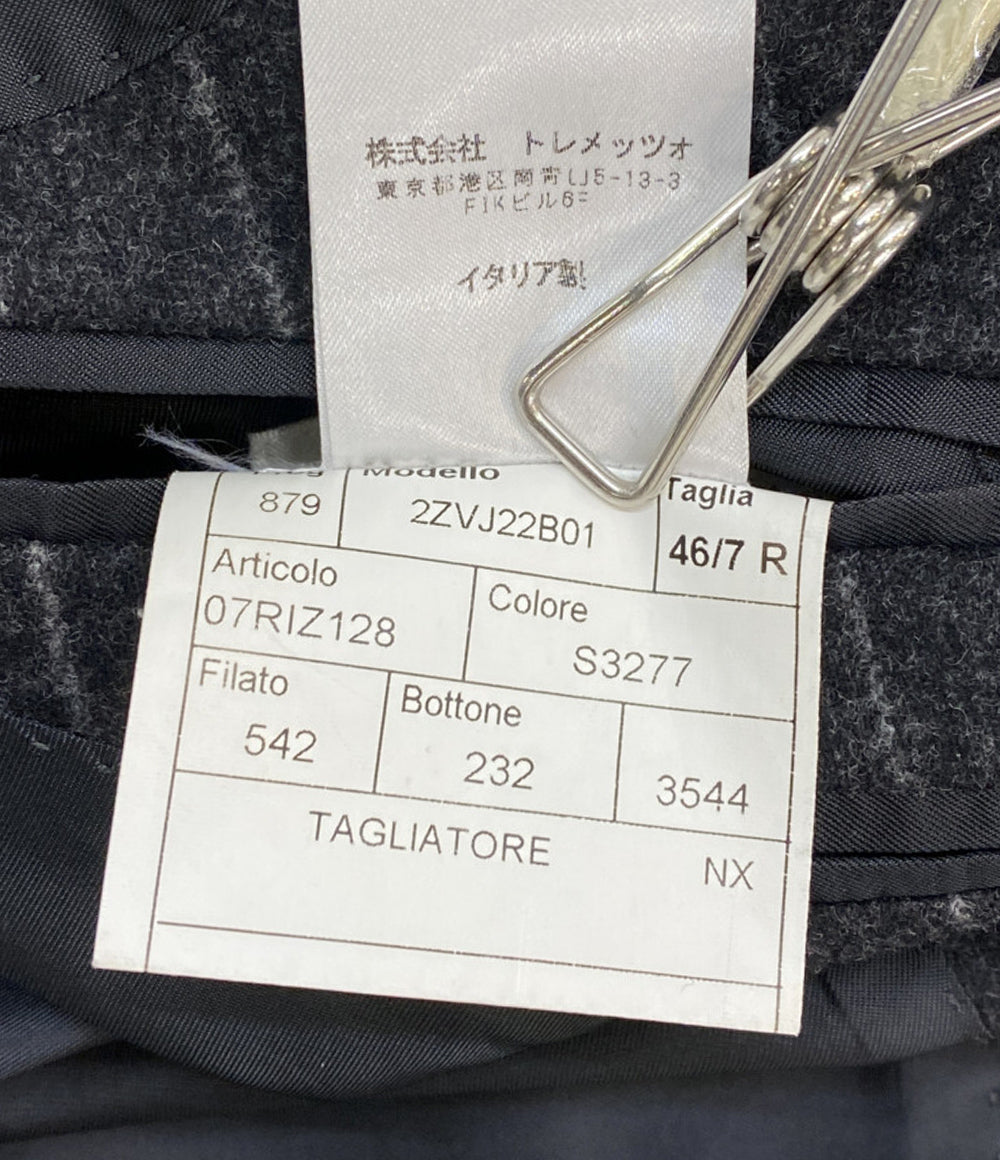 株式会社 トレメッツォ
東京都港区南青山5-13-3
FIKビル6F
イタリア製
Modello Taglia
879 2ZVJ22B01 46/7 R
Articolo Colore
07RIZ128 S3277
Filato Bottone
542 232 3544
TAGLIATORE NX